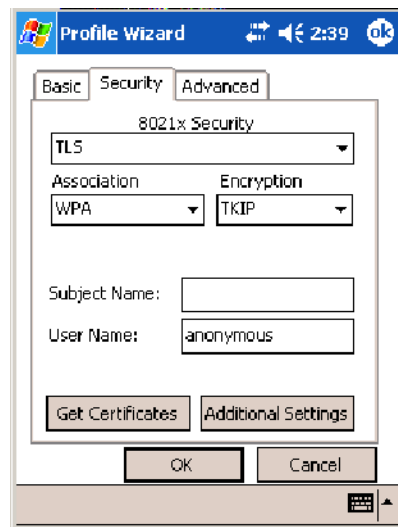 Profile Wizard 2:39 ok
Basic Security Advanced
8021x Security
TLS
Association Encryption
WPA TKIP
Subject Name:
User Name: anonymous
Get Certificates Additional Settings
OK Cancel